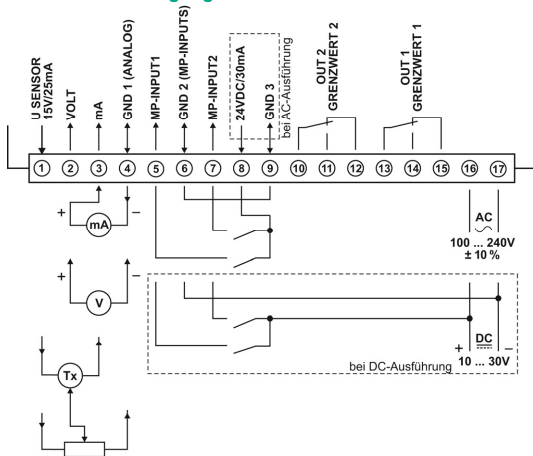 U SENSOR
15V/25mA
VOLT
mA
GND 1 (ANALOG)
MP-INPUT1
GND 2 (MP-INPUTS)
MP-INPUT2
24VDC/30mA
GND 3
bei AC-Ausführung
OUT 2
GRENZWERT 2
OUT 1
GRENZWERT 1
1 2 3 4 5 6 7 8 9 10 11 12 13 14 15 16 17
+ mA −
AC
100 ... 240V
± 10 %
+ V −
DC
+ −
10 ... 30V
bei DC-Ausführung
Tx